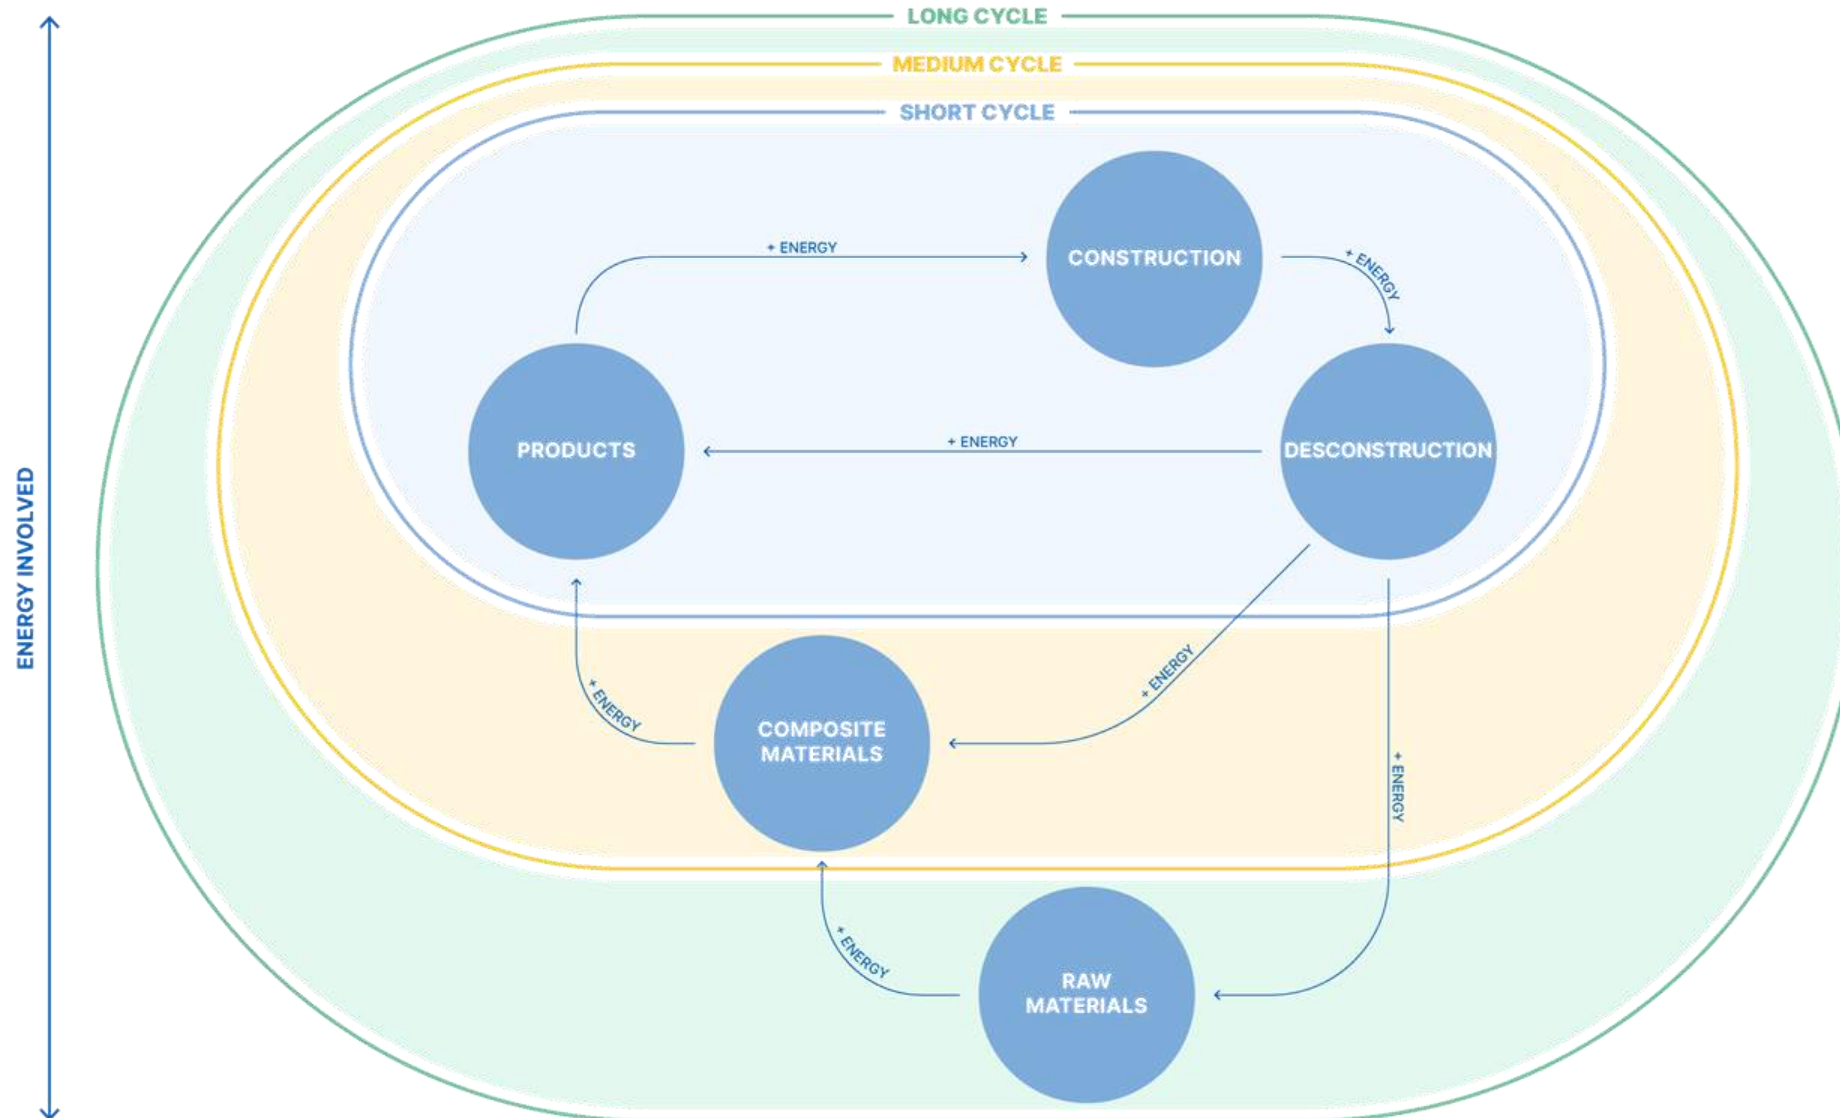 LONG CYCLE
MEDIUM CYCLE
SHORT CYCLE
+ ENERGY
CONSTRUCTION
+ ENERGY
PRODUCTS
+ ENERGY
DESCONSTRUCTION
ENERGY INVOLVED
+ ENERGY
COMPOSITE
MATERIALS
+ ENERGY
+ ENERGY
+ ENERGY
RAW
MATERIALS